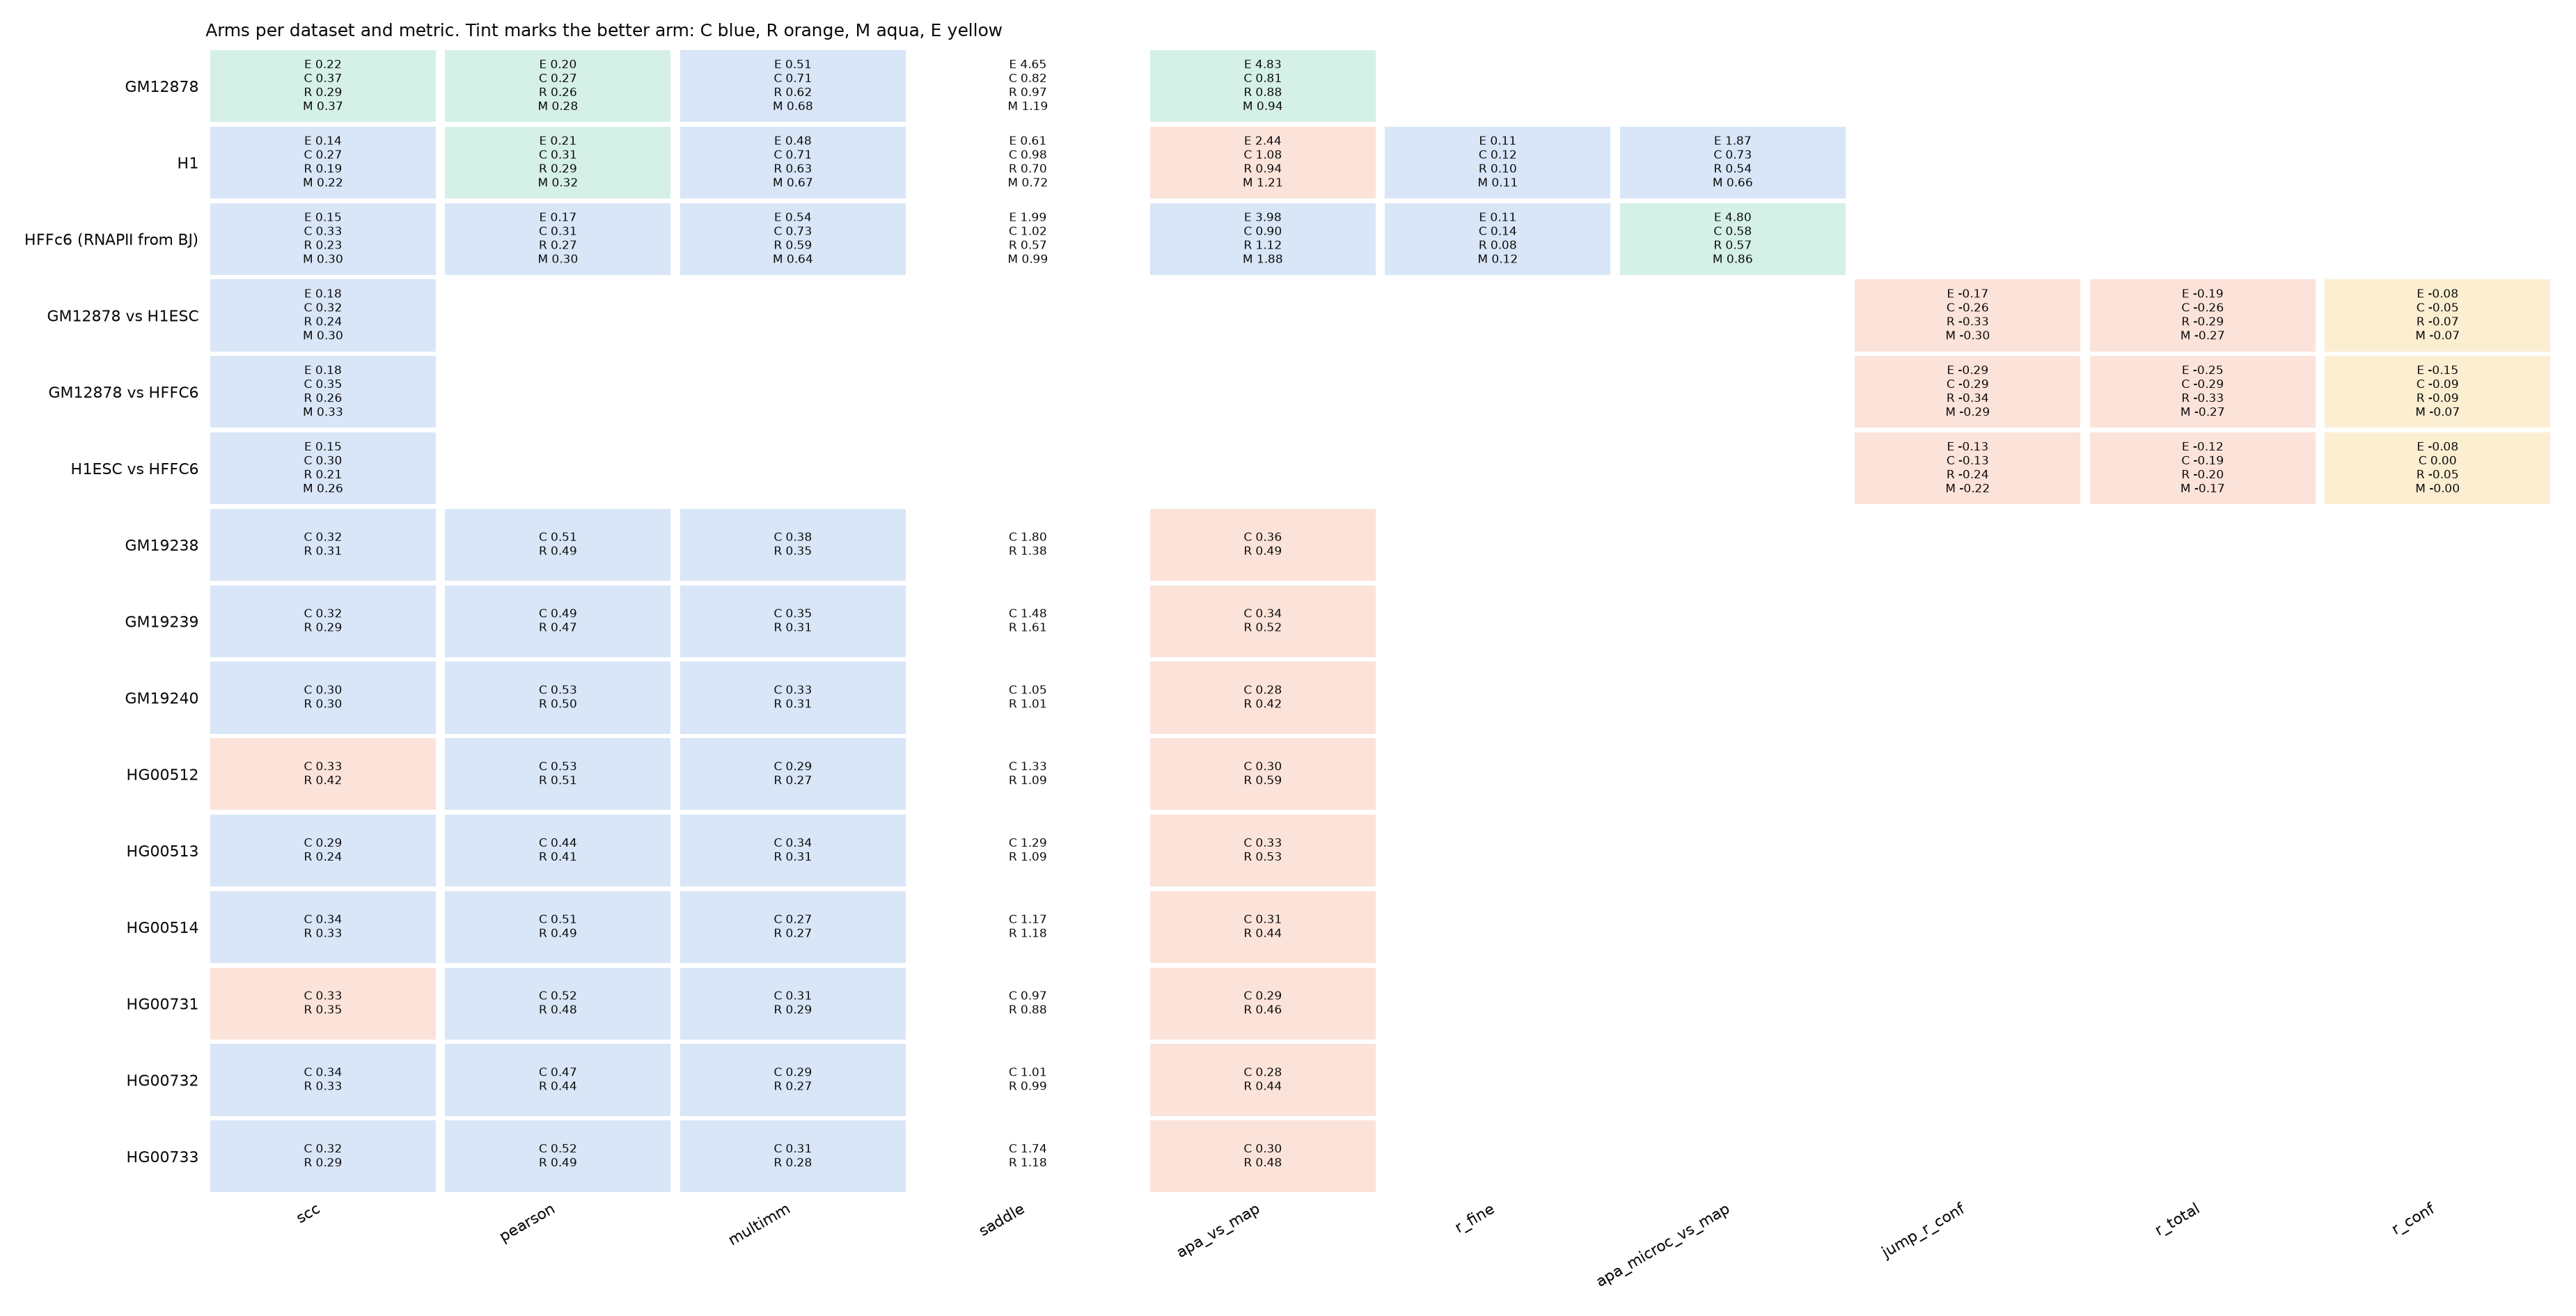 Arms per dataset and metric. Tint marks the better arm: C blue, R orange, M aqua, E yellow
GM12878
E 0.22
C 0.37
R 0.29
M 0.37
E 0.20
C 0.27
R 0.26
M 0.28
E 0.51
C 0.71
R 0.62
M 0.68
E 4.65
C 0.82
R 0.97
M 1.19
E 4.83
C 0.81
R 0.88
M 0.94
H1
E 0.14
C 0.27
R 0.19
M 0.22
E 0.21
C 0.31
R 0.29
M 0.32
E 0.48
C 0.71
R 0.63
M 0.67
E 0.61
C 0.98
R 0.70
M 0.72
E 2.44
C 1.08
R 0.94
M 1.21
E 0.11
C 0.12
R 0.10
M 0.11
E 1.87
C 0.73
R 0.54
M 0.66
HFFc6 (RNAPII from BJ)
E 0.15
C 0.33
R 0.23
M 0.30
E 0.17
C 0.31
R 0.27
M 0.30
E 0.54
C 0.73
R 0.59
M 0.64
E 1.99
C 1.02
R 0.57
M 0.99
E 3.98
C 0.90
R 1.12
M 1.88
E 0.11
C 0.14
R 0.08
M 0.12
E 4.80
C 0.58
R 0.57
M 0.86
GM12878 vs H1ESC
E 0.18
C 0.32
R 0.24
M 0.30
E -0.17
C -0.26
R -0.33
M -0.30
E -0.19
C -0.26
R -0.29
M -0.27
E -0.08
C -0.05
R -0.07
M -0.07
GM12878 vs HFFC6
E 0.18
C 0.35
R 0.26
M 0.33
E -0.29
C -0.29
R -0.34
M -0.29
E -0.25
C -0.29
R -0.33
M -0.27
E -0.15
C -0.09
R -0.09
M -0.07
H1ESC vs HFFC6
E 0.15
C 0.30
R 0.21
M 0.26
E -0.13
C -0.13
R -0.24
M -0.22
E -0.12
C -0.19
R -0.20
M -0.17
E -0.08
C 0.00
R -0.05
M -0.00
GM19238
C 0.32
R 0.31
C 0.51
R 0.49
C 0.38
R 0.35
C 1.80
R 1.38
C 0.36
R 0.49
GM19239
C 0.32
R 0.29
C 0.49
R 0.47
C 0.35
R 0.31
C 1.48
R 1.61
C 0.34
R 0.52
GM19240
C 0.30
R 0.30
C 0.53
R 0.50
C 0.33
R 0.31
C 1.05
R 1.01
C 0.28
R 0.42
HG00512
C 0.33
R 0.42
C 0.53
R 0.51
C 0.29
R 0.27
C 1.33
R 1.09
C 0.30
R 0.59
HG00513
C 0.29
R 0.24
C 0.44
R 0.41
C 0.34
R 0.31
C 1.29
R 1.09
C 0.33
R 0.53
HG00514
C 0.34
R 0.33
C 0.51
R 0.49
C 0.27
R 0.27
C 1.17
R 1.18
C 0.31
R 0.44
HG00731
C 0.33
R 0.35
C 0.52
R 0.48
C 0.31
R 0.29
C 0.97
R 0.88
C 0.29
R 0.46
HG00732
C 0.34
R 0.33
C 0.47
R 0.44
C 0.29
R 0.27
C 1.01
R 0.99
C 0.28
R 0.44
HG00733
C 0.32
R 0.29
C 0.52
R 0.49
C 0.31
R 0.28
C 1.74
R 1.18
C 0.30
R 0.48
scc
pearson
multimm
saddle
apa_vs_map
r_fine
apa_microc_vs_map
jump_r_conf
r_total
r_conf